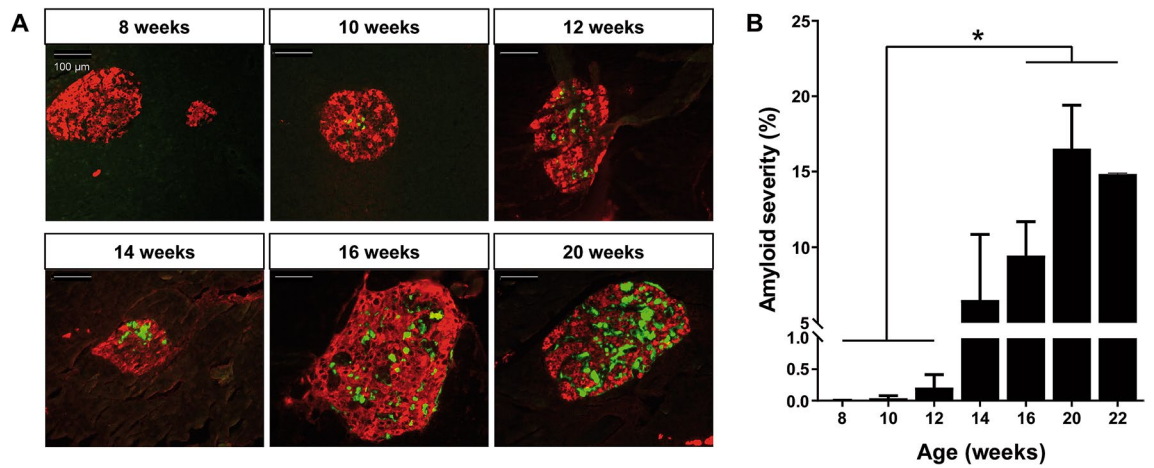 A
8 weeks
10 weeks
12 weeks
100 µm
14 weeks
16 weeks
20 weeks
B
*
25
20
15
10
5
1.0
0.5
0.0
Amyloid severity (%)
8 10 12 14 16 20 22
Age (weeks)